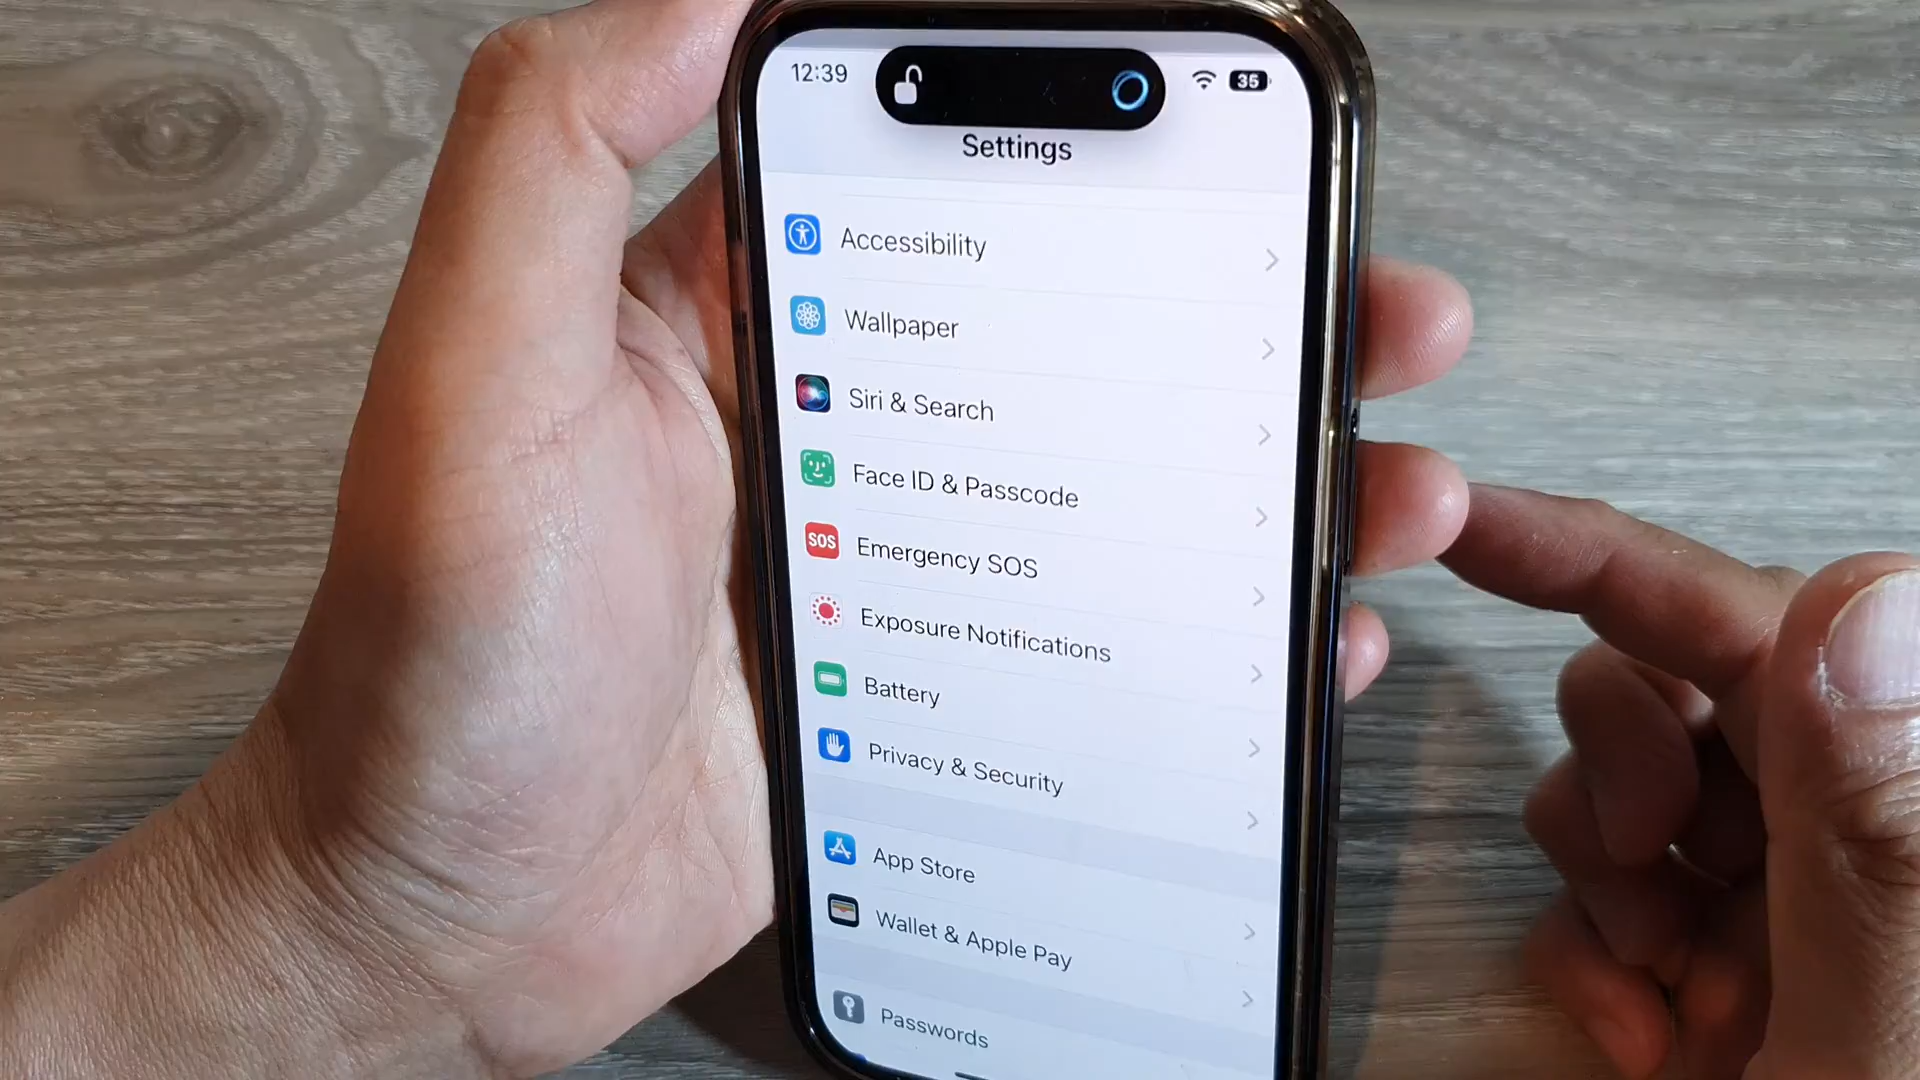 12:39
35
Settings
Accessibility
Wallpaper
Siri & Search
Face ID & Passcode
SOS
Emergency SOS
Exposure Notifications
Battery
Privacy & Security
App Store
Wallet & Apple Pay
Passwords